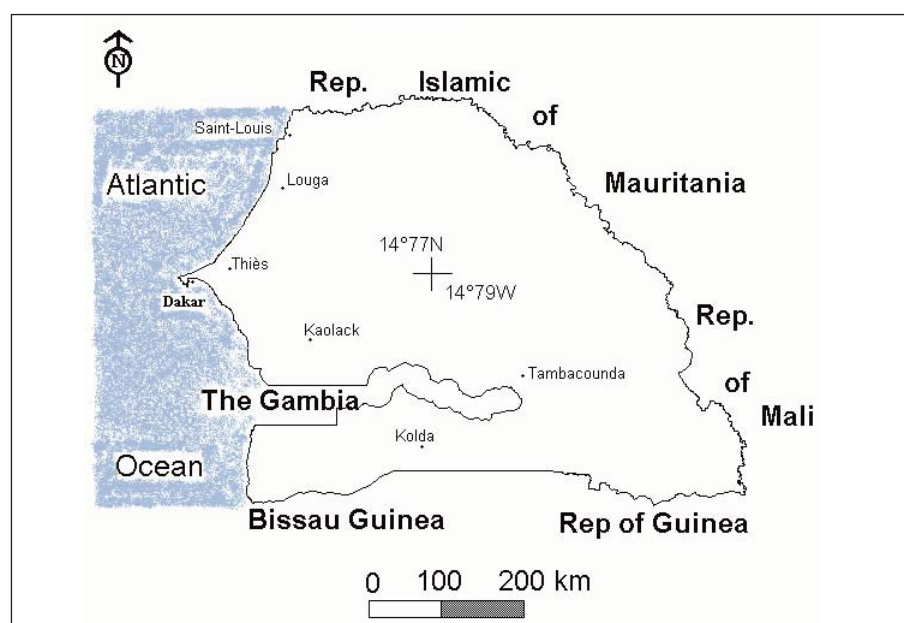 N
Rep. Islamic
of
Mauritania
Saint-Louis
Atlantic
Louga
14°77N
14°79W
Thiès
Dakar
Kaolack
Rep.
of
Mali
Tambacounda
The Gambia
Kolda
Ocean
Bissau Guinea
Rep of Guinea
0 100 200 km